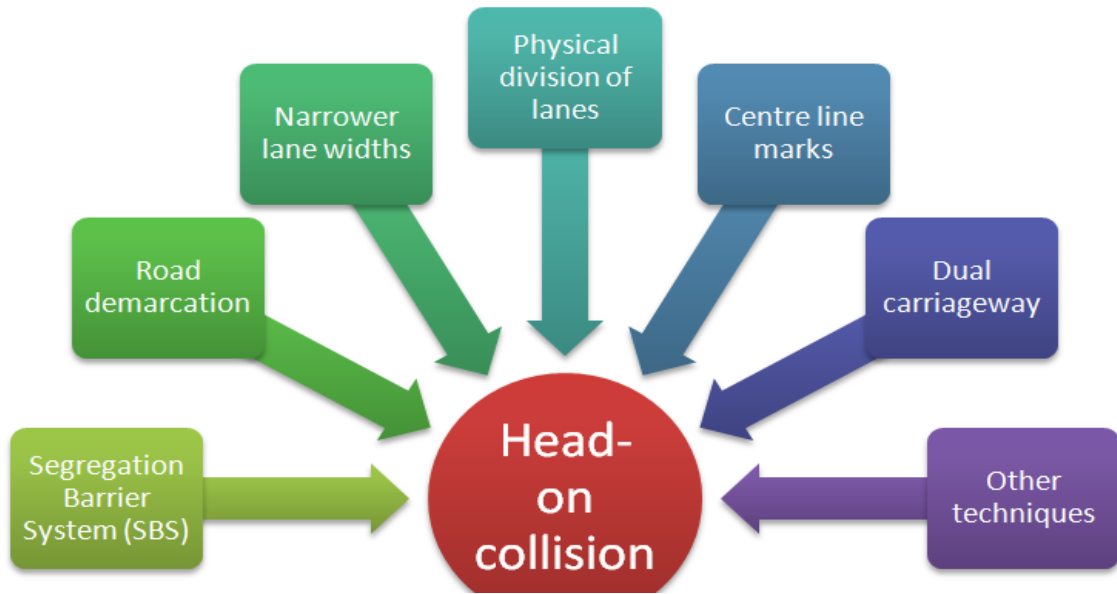 Segregation
Barrier
System (SBS)
Road
demarcation
Narrower
lane widths
Physical
division of
lanes
Centre line
marks
Dual
carriageway
Other
techniques
Head-
on
collision